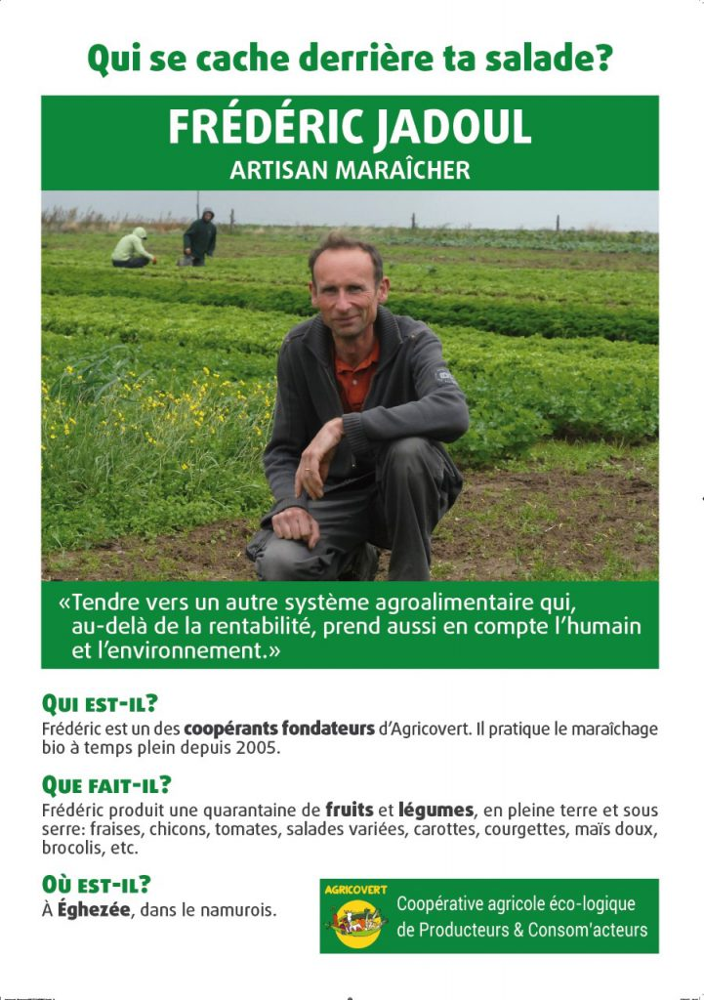 Qui se cache derrière ta salade?
FRÉDÉRIC JADOUL
ARTISAN MARAÎCHER
«Tendre vers un autre système agroalimentaire qui,
au-delà de la rentabilité, prend aussi en compte l’humain
et l’environnement.»
Qui est-il?
Frédéric est un des coopérants fondateurs d’Agricovert. Il pratique le maraîchage
bio à temps plein depuis 2005.
Que fait-il?
Frédéric produit une quarantaine de fruits et légumes, en pleine terre et sous
serre: fraises, chicons, tomates, salades variées, carottes, courgettes, maïs doux,
brocolis, etc.
Où est-il?
À Éghezée, dans le namurois.
AGRICOVERT
Coopérative agricole éco-logique
de Producteurs & Consom'acteurs